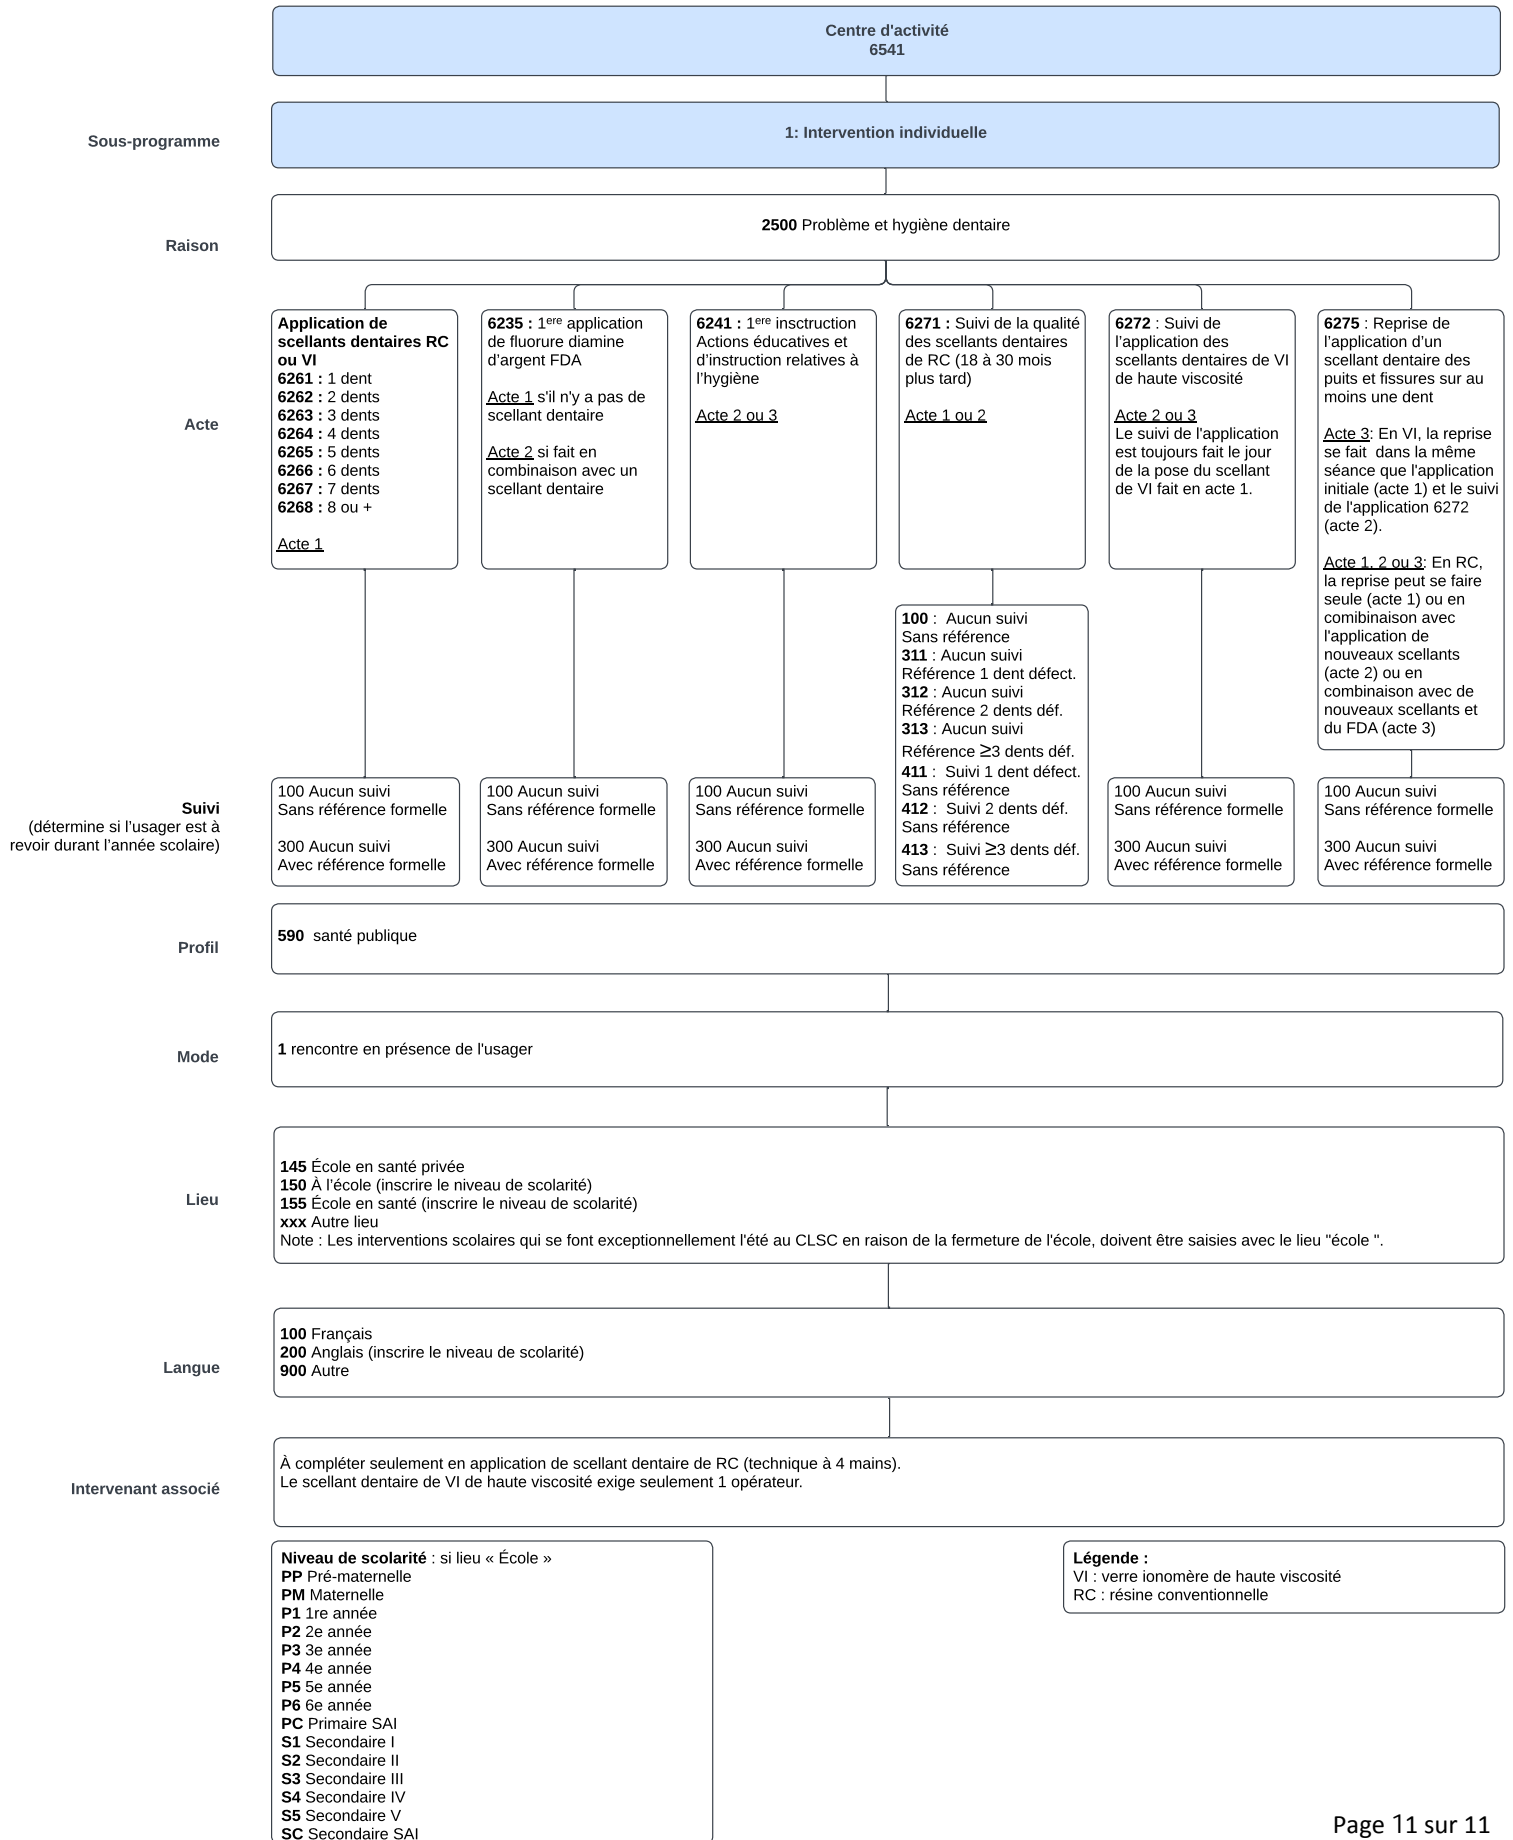 Centre d'activité
6541
Sous-programme
1: Intervention individuelle
Raison
2500 Problème et hygiène dentaire
Acte
Application de
scellants dentaires RC
ou VI
6261 : 1 dent
6262 : 2 dents
6263 : 3 dents
6264 : 4 dents
6265 : 5 dents
6266 : 6 dents
6267 : 7 dents
6268 : 8 ou +
Acte 1
6235 : 1ere application
de fluorure diamine
d’argent FDA
Acte 1 s'il n'y a pas de
scellant dentaire
Acte 2 si fait en
combinaison avec un
scellant dentaire
6241 : 1ere insctruction
Actions éducatives et
d’instruction relatives à
l’hygiène
Acte 2 ou 3
6271 : Suivi de la qualité
des scellants dentaires
de RC (18 à 30 mois
plus tard)
Acte 1 ou 2
6272 : Suivi de
l’application des
scellants dentaires de VI
de haute viscosité
Acte 2 ou 3
Le suivi de l'application
est toujours fait le jour
de la pose du scellant
de VI fait en acte 1.
6275 : Reprise de
l’application d’un
scellant dentaire des
puits et fissures sur au
moins une dent
Acte 3: En VI, la reprise
se fait dans la même
séance que l'application
initiale (acte 1) et le suivi
de l'application 6272
(acte 2).
Acte 1, 2 ou 3: En RC,
la reprise peut se faire
seule (acte 1) ou en
comibinaison avec
l'application de
nouveaux scellants
(acte 2) ou en
combinaison avec de
nouveaux scellants et
du FDA (acte 3)
Suivi
(détermine si l’usager est à
revoir durant l’année scolaire)
100 Aucun suivi
Sans référence formelle
300 Aucun suivi
Avec référence formelle
100 Aucun suivi
Sans référence formelle
300 Aucun suivi
Avec référence formelle
100 Aucun suivi
Sans référence formelle
300 Aucun suivi
Avec référence formelle
100 : Aucun suivi
Sans référence
311 : Aucun suivi
Référence 1 dent défect.
312 : Aucun suivi
Référence 2 dents déf.
313 : Aucun suivi
Référence ≥3 dents déf.
411 : Suivi 1 dent défect.
Sans référence
412 : Suivi 2 dents déf.
Sans référence
413 : Suivi ≥3 dents déf.
Sans référence
100 Aucun suivi
Sans référence formelle
300 Aucun suivi
Avec référence formelle
100 Aucun suivi
Sans référence formelle
300 Aucun suivi
Avec référence formelle
Profil
590 santé publique
Mode
1 rencontre en présence de l'usager
Lieu
145 École en santé privée
150 À l’école (inscrire le niveau de scolarité)
155 École en santé (inscrire le niveau de scolarité)
xxx Autre lieu
Note : Les interventions scolaires qui se font exceptionnellement l'été au CLSC en raison de la fermeture de l'école, doivent être saisies avec le lieu "école ".
Langue
100 Français
200 Anglais (inscrire le niveau de scolarité)
900 Autre
Intervenant associé
À compléter seulement en application de scellant dentaire de RC (technique à 4 mains).
Le scellant dentaire de VI de haute viscosité exige seulement 1 opérateur.
Niveau de scolarité : si lieu « École »
PP Pré-maternelle
PM Maternelle
P1 1re année
P2 2e année
P3 3e année
P4 4e année
P5 5e année
P6 6e année
PC Primaire SAI
S1 Secondaire I
S2 Secondaire II
S3 Secondaire III
S4 Secondaire IV
S5 Secondaire V
SC Secondaire SAI
Légende :
VI : verre ionomère de haute viscosité
RC : résine conventionnelle
Page 11 sur 11